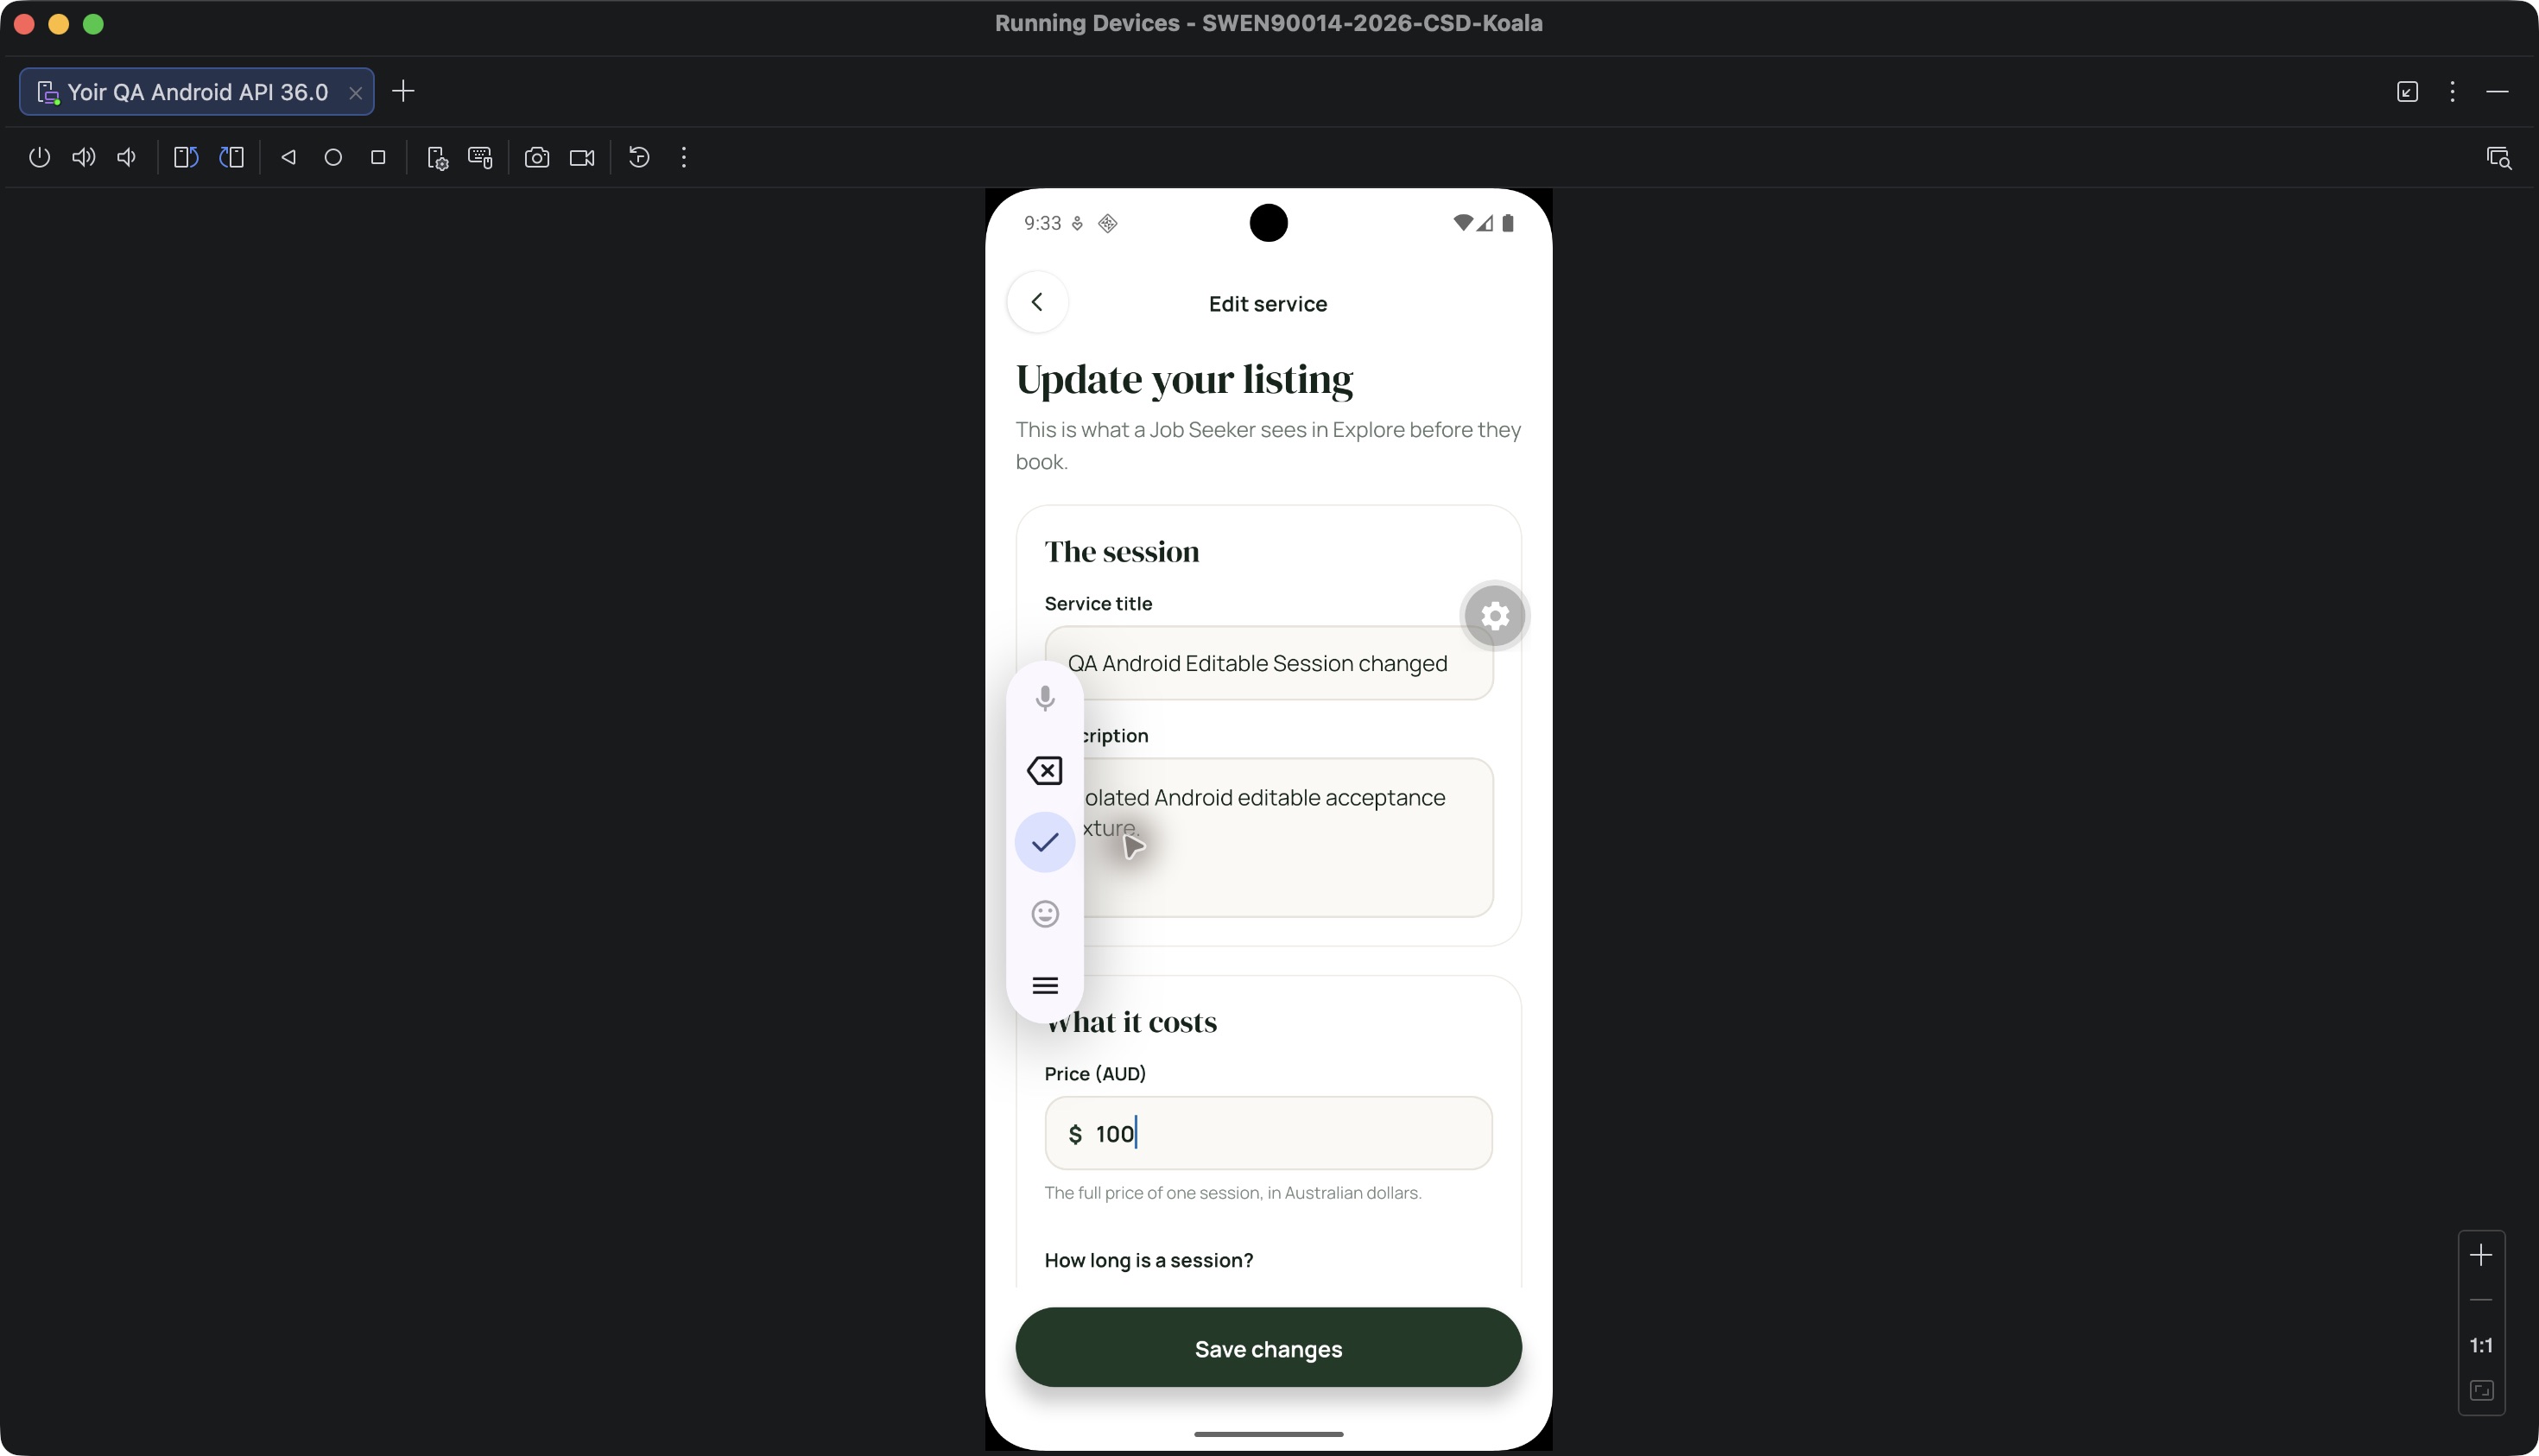 Running Devices - SWEN90014-2026-CSD-Koala
Yoir QA Android API 36.0
9:33
Edit service
Update your listing
This is what a Job Seeker sees in Explore before they
book.
The session
Service title
QA Android Editable Session changed
cription
olated Android editable acceptance
xture.
What it costs
Price (AUD)
$ 100
The full price of one session, in Australian dollars.
How long is a session?
Save changes
1:1